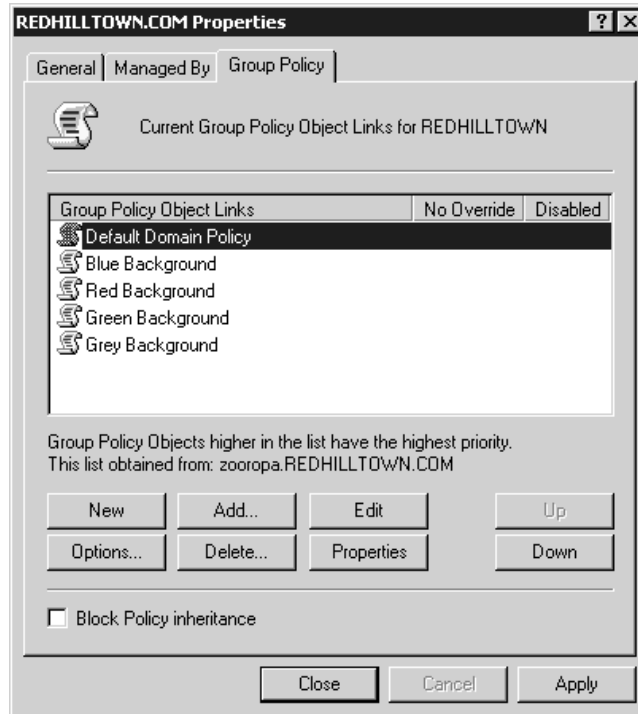 REDHILLTOWN.COM Properties ? X
General Managed By Group Policy
Current Group Policy Object Links for REDHILLTOWN
Group Policy Object Links No Override Disabled
Default Domain Policy
Blue Background
Red Background
Green Background
Grey Background
Group Policy Objects higher in the list have the highest priority.
This list obtained from: zooropa.REDHILLTOWN.COM
New Add... Edit Up
Options... Delete... Properties Down
Block Policy inheritance
Close Cancel Apply